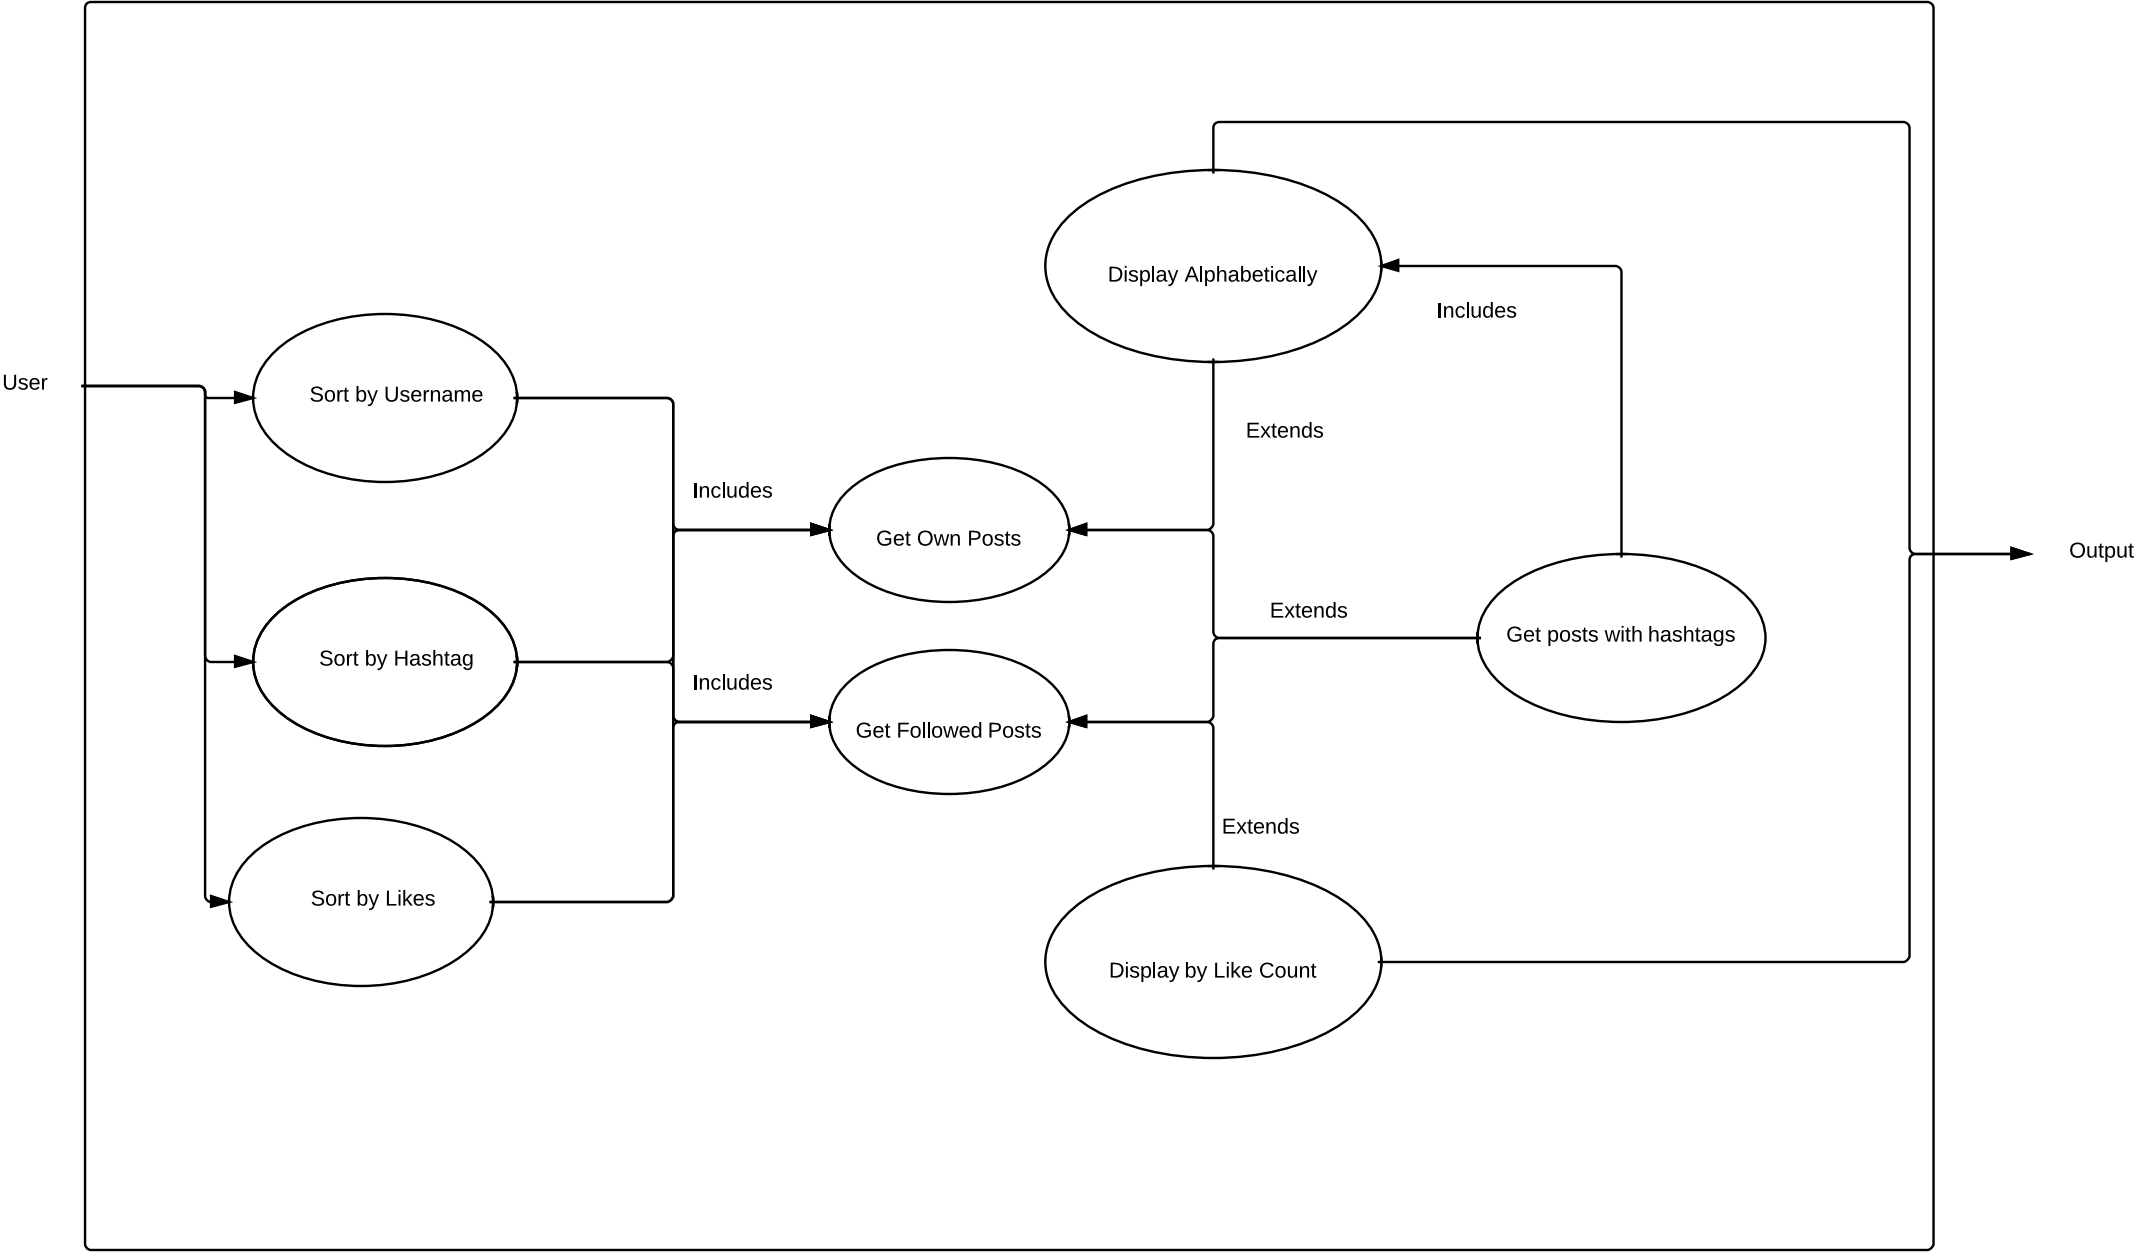 User
Sort by Username
Sort by Hashtag
Sort by Likes
Includes
Includes
Get Own Posts
Get Followed Posts
Display Alphabetically
Includes
Extends
Extends
Get posts with hashtags
Extends
Display by Like Count
Output